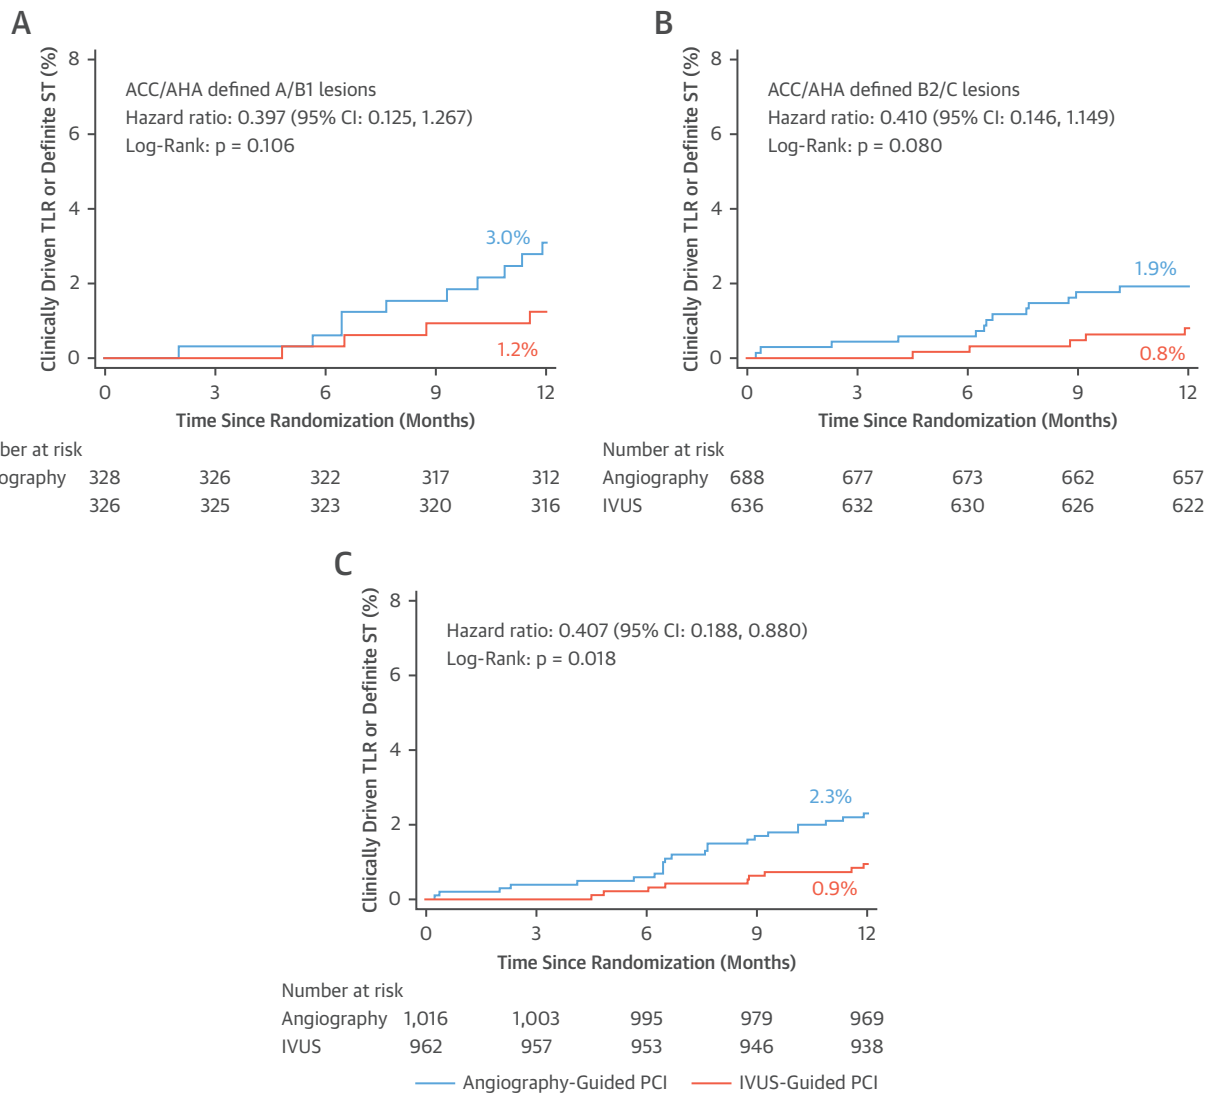 A
Clinically Driven TLR or Definite ST (%)
8
6
4
2
0
ACC/AHA defined A/B1 lesions
Hazard ratio: 0.397 (95% CI: 0.125, 1.267)
Log-Rank: p = 0.106
3.0%
1.2%
0 3 6 9 12
Time Since Randomization (Months)
ber at risk
ography 328 326 322 317 312
326 325 323 320 316
B
Clinically Driven TLR or Definite ST (%)
8
6
4
2
0
ACC/AHA defined B2/C lesions
Hazard ratio: 0.410 (95% CI: 0.146, 1.149)
Log-Rank: p = 0.080
1.9%
0.8%
0 3 6 9 12
Time Since Randomization (Months)
Number at risk
Angiography 688 677 673 662 657
IVUS 636 632 630 626 622
C
Clinically Driven TLR or Definite ST (%)
8
6
4
2
0
Hazard ratio: 0.407 (95% CI: 0.188, 0.880)
Log-Rank: p = 0.018
2.3%
0.9%
0 3 6 9 12
Time Since Randomization (Months)
Number at risk
Angiography 1,016 1,003 995 979 969
IVUS 962 957 953 946 938
Angiography-Guided PCI IVUS-Guided PCI